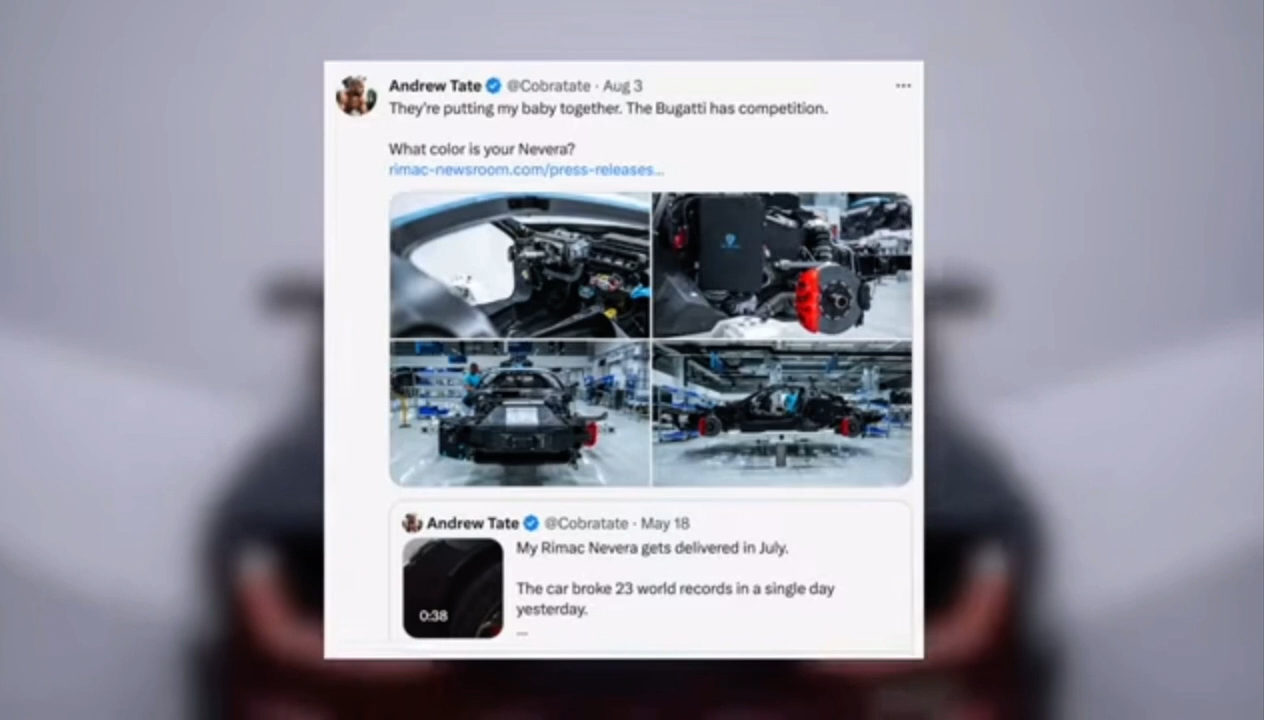 Andrew Tate @Cobratate · Aug 3 ...
They're putting my baby together. The Bugatti has competition.
What color is your Nevera?
rimac-newsroom.com/press-releases...
Andrew Tate @Cobratate · May 18
My Rimac Nevera gets delivered in July.
The car broke 23 world records in a single day
yesterday.
...
0:38